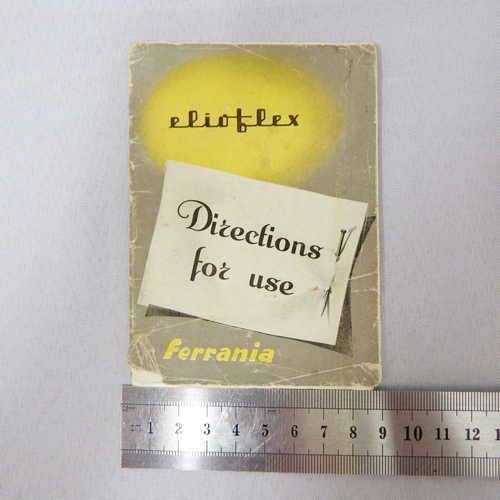 elioflex
Directions
for use
ferrania
1 2 3 4 5 6 7 8 9 10 11 12